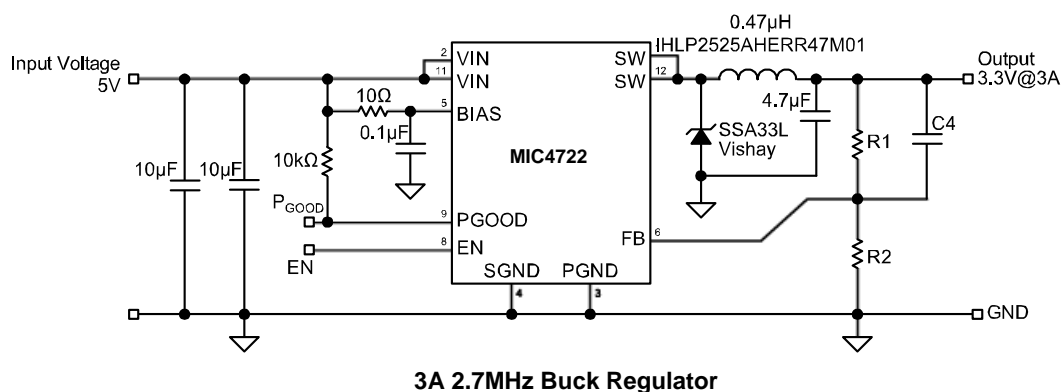 0.47µH
IHLP2525AHERR47M01
Input Voltage
5V
2
VIN
11
VIN
SW
SW
12
Output
3.3V@3A
10Ω
5
BIAS
0.1µF
4.7µF
SSA33L
Vishay
C4
R1
MIC4722
10µF
10µF
10kΩ
PGOOD
9
PGOOD
8
EN
EN
FB
6
R2
SGND
PGND
4
3
GND
3A 2.7MHz Buck Regulator